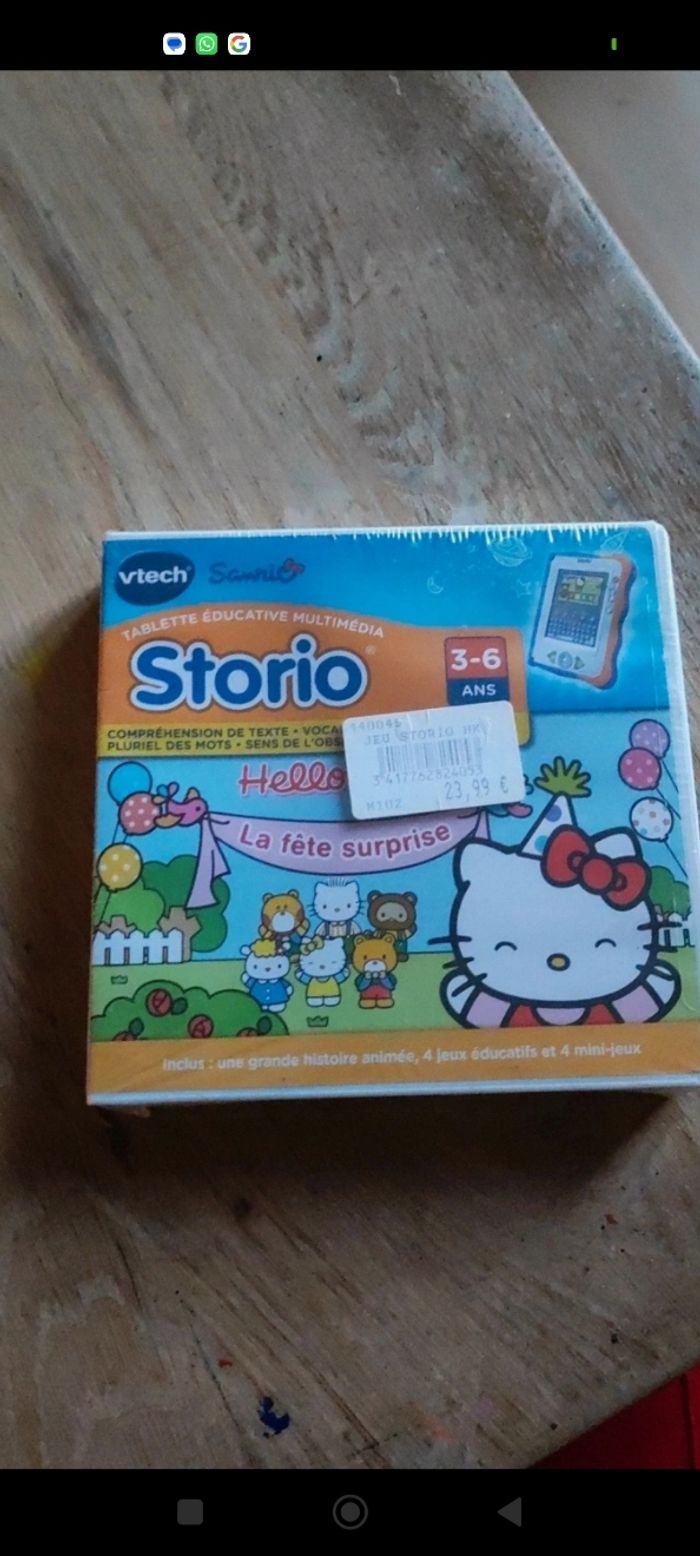 vtech
Sanrio
TABLETTE ÉDUCATIVE MULTIMÉDIA
Storio®
3-6
ANS
COMPRÉHENSION DE TEXTE • VOCA
PLURIEL DES MOTS • SENS DE L'OBS
JEU STORIO HK
3417762824053
23,99 €
Hello
La fête surprise
Inclus : une grande histoire animée, 4 jeux éducatifs et 4 mini-jeux